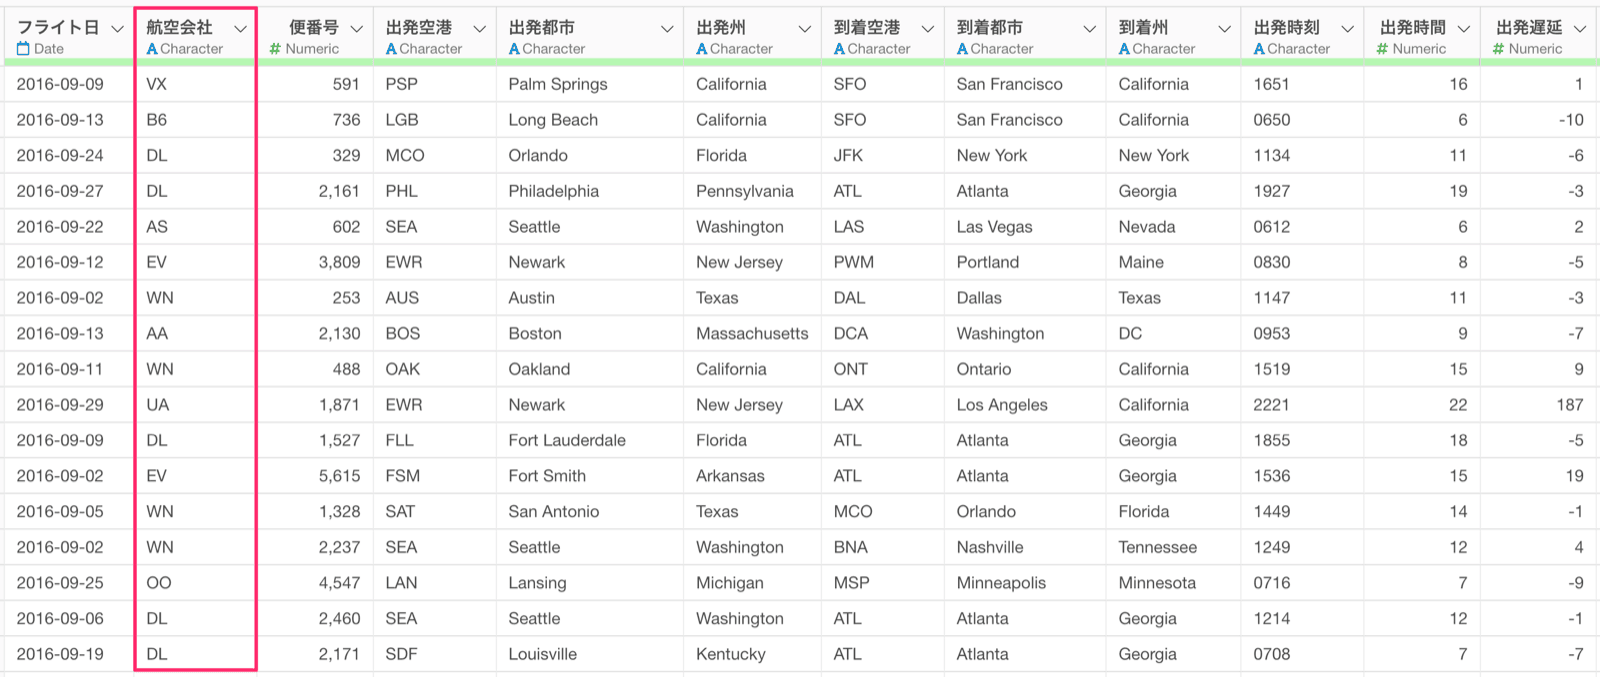 フライト日 航空会社 便番号 出発空港 出発都市 出発州 到着空港 到着都市 到着州 出発時刻 出発時間 出発遅延
Date Character Numeric Character Character Character Character Character Character Character Numeric Numeric
2016-09-09 VX 591 PSP Palm Springs California SFO San Francisco California 1651 16 1
2016-09-13 B6 736 LGB Long Beach California SFO San Francisco California 0650 6 -10
2016-09-24 DL 329 MCO Orlando Florida JFK New York New York 1134 11 -6
2016-09-27 DL 2,161 PHL Philadelphia Pennsylvania ATL Atlanta Georgia 1927 19 -3
2016-09-22 AS 602 SEA Seattle Washington LAS Las Vegas Nevada 0612 6 2
2016-09-12 EV 3,809 EWR Newark New Jersey PWM Portland Maine 0830 8 -5
2016-09-02 WN 253 AUS Austin Texas DAL Dallas Texas 1147 11 -3
2016-09-13 AA 2,130 BOS Boston Massachusetts DCA Washington DC 0953 9 -7
2016-09-11 WN 488 OAK Oakland California ONT Ontario California 1519 15 9
2016-09-29 UA 1,871 EWR Newark New Jersey LAX Los Angeles California 2221 22 187
2016-09-09 DL 1,527 FLL Fort Lauderdale Florida ATL Atlanta Georgia 1855 18 -5
2016-09-02 EV 5,615 FSM Fort Smith Arkansas ATL Atlanta Georgia 1536 15 19
2016-09-05 WN 1,328 SAT San Antonio Texas MCO Orlando Florida 1449 14 -1
2016-09-02 WN 2,237 SEA Seattle Washington BNA Nashville Tennessee 1249 12 4
2016-09-25 OO 4,547 LAN Lansing Michigan MSP Minneapolis Minnesota 0716 7 -9
2016-09-06 DL 2,460 SEA Seattle Washington ATL Atlanta Georgia 1214 12 -1
2016-09-19 DL 2,171 SDF Louisville Kentucky ATL Atlanta Georgia 0708 7 -7